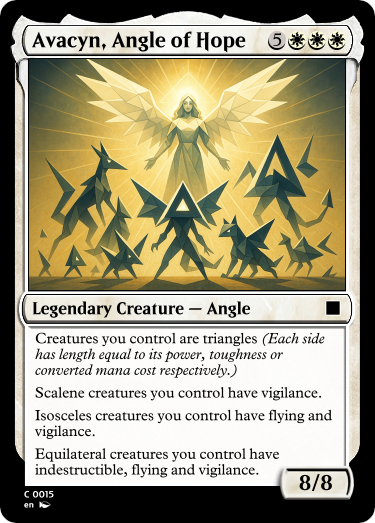 Avacyn, Angle of Hope 5
Legendary Creature — Angle
Creatures you control are triangles (Each side
has length equal to its power, toughness or
converted mana cost respectively.)
Scalene creatures you control have vigilance.
Isosceles creatures you control have flying and
vigilance.
Equilateral creatures you control have
indestructible, flying and vigilance.
8/8
C 0015
en